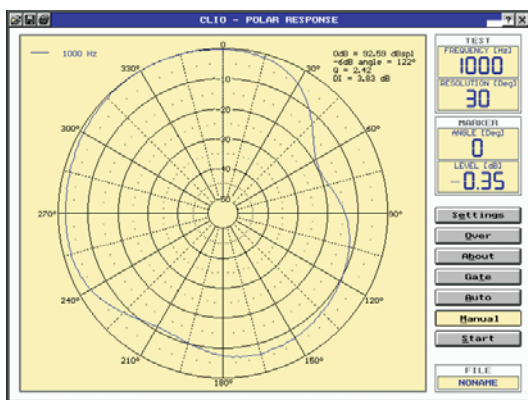 CLIO - POLAR RESPONSE
1000 Hz
0dB = 92.59 dBspl
-6dB angle = 122°
Q = 2.42
DI = 3.83 dB
0
330°
30°
-10
300°
60°
-20
-30
-40
-50
270°
90°
240°
120°
210°
150°
180°
TEST
FREQUENCY [Hz]
1000
RESOLUTION [Deg]
30
MARKER
ANGLE [Deg]
0
LEVEL [dB]
-0.35
Settings
Over
About
Gate
Auto
Manual
Start
FILE
NONAME